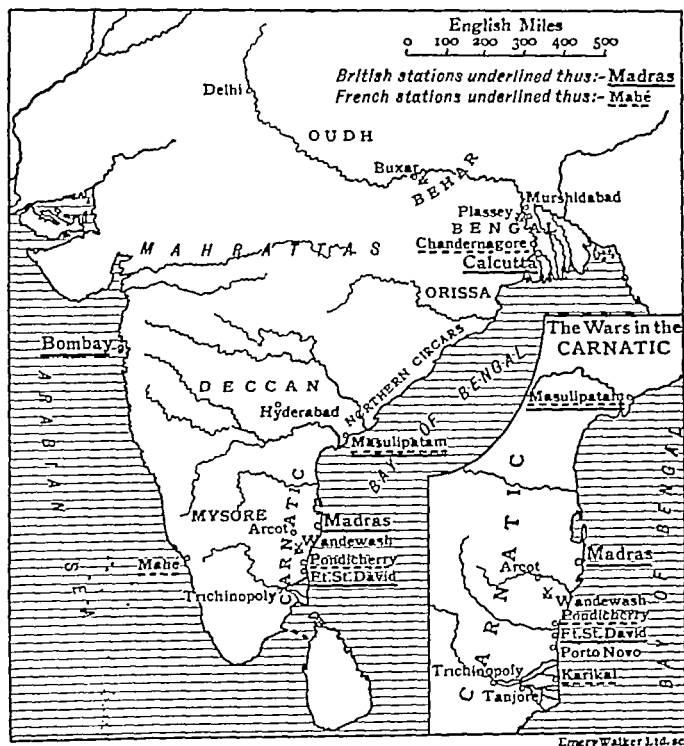 English Miles
0 100 200 300 400 500
British stations underlined thus:- Madras
French stations underlined thus:- Mahé
Delhi
OUDH
Buxar
BEHAR
Murshidabad
Plassey
BENGAL
Chandernagore
Calcutta
MAHRATTAS
ORISSA
Bombay
NORTHERN CIRCARS
DECCAN
Hyderabad
Masulipatam
BAY OF BENGAL
ARABIAN SEA
MYSORE
CARNATIC
Arcot
Madras
Wandewash
Pondicherry
Ft. St. David
Mahé
Trichinopoly
The Wars in the
CARNATIC
Masulipatam
CARNATIC
Madras
Arcot
Wandewash
Pondicherry
Ft. St. David
Porto Novo
Trichinopoly
Karikal
Tanjore
BAY OF BENGAL
Emery Walker Ltd. sc.